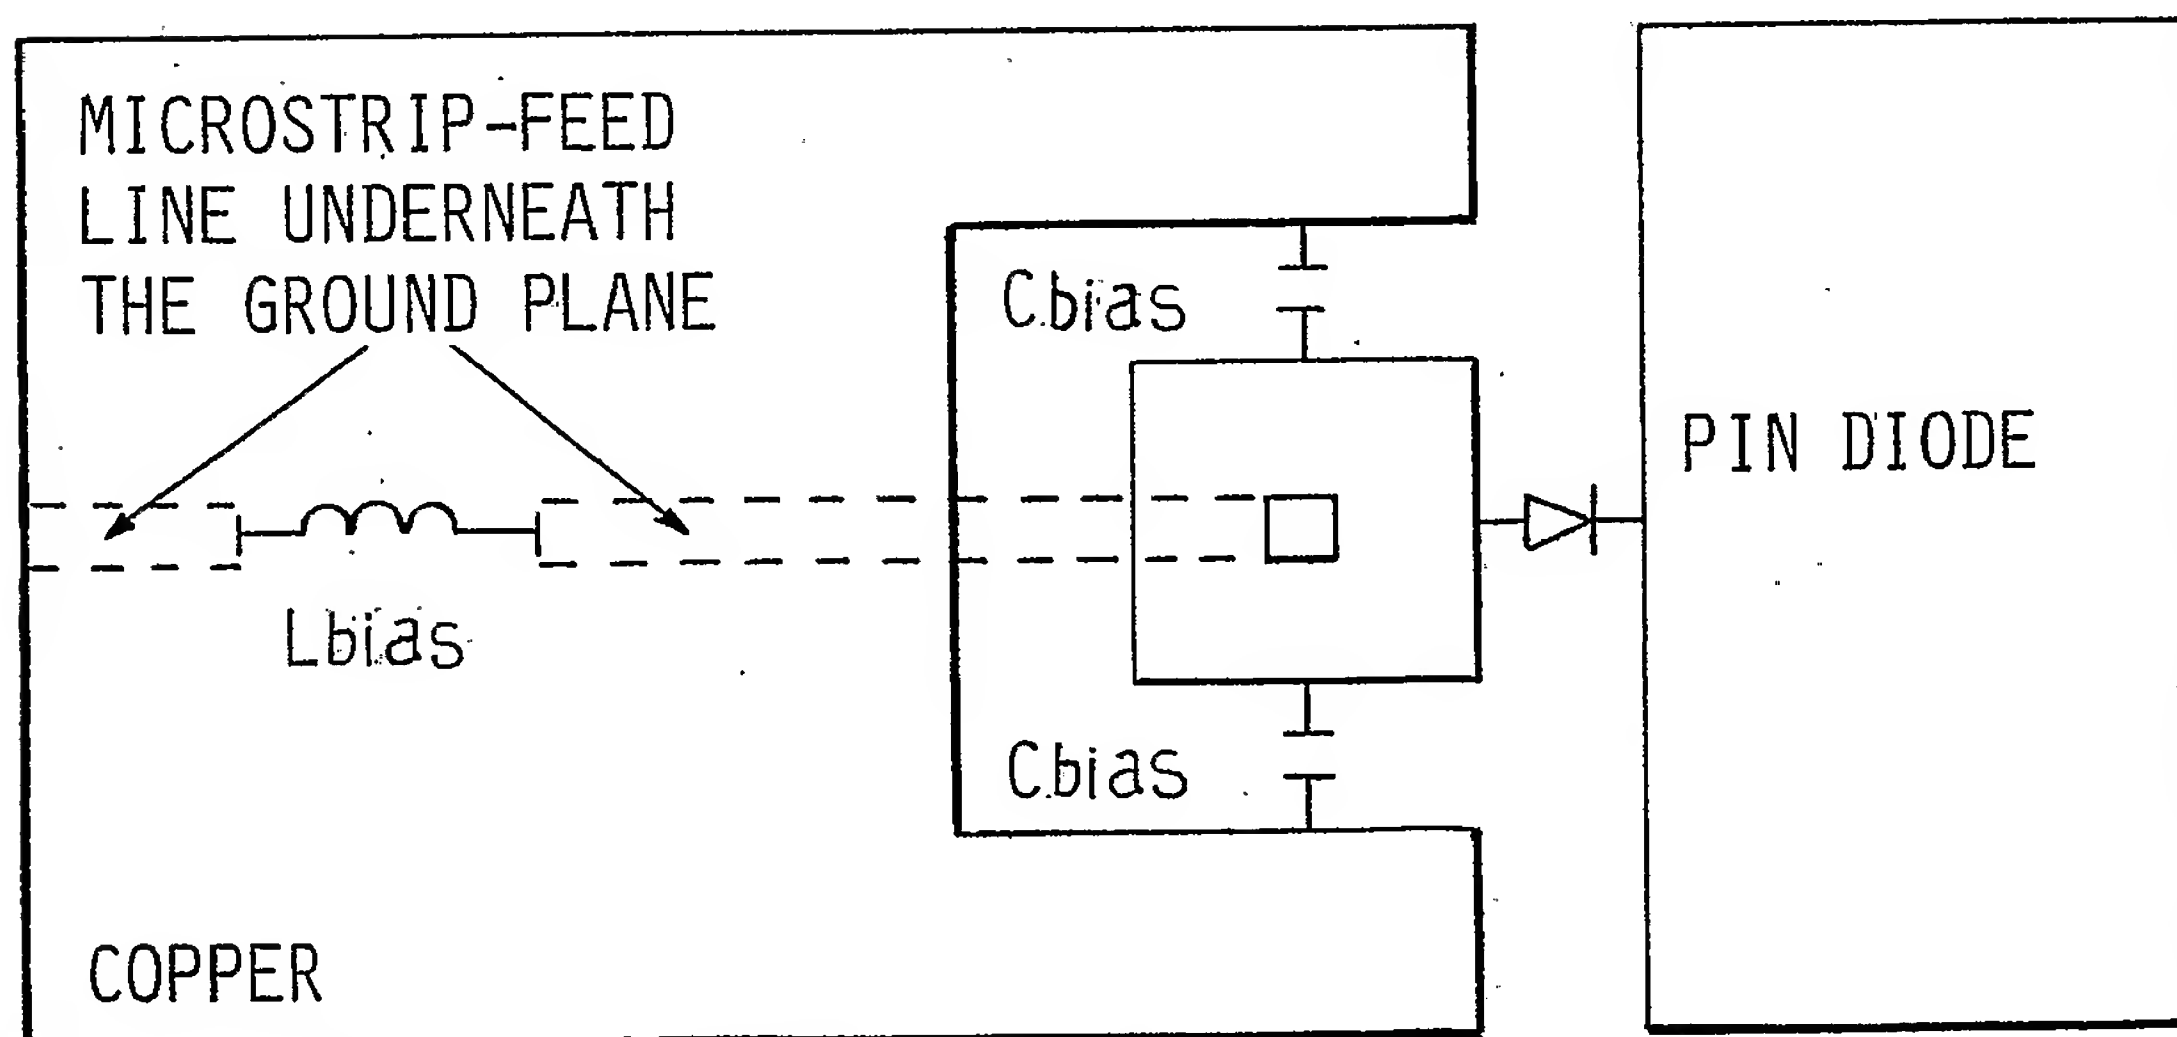 MICROSTRIP-FEED
LINE UNDERNEATH
THE GROUND PLANE
Cbias
PIN DIODE
Lbias
Cbias
COPPER